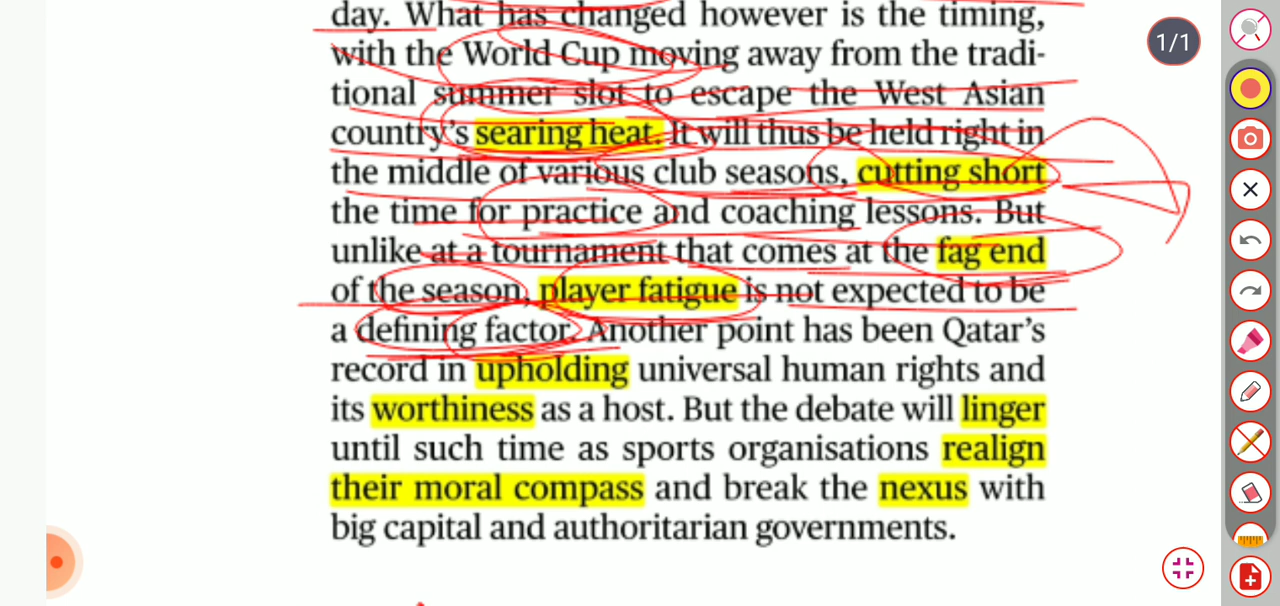 day. What has changed however is the timing,
with the World Cup moving away from the tradi-
tional summer slot to escape the West Asian
country's searing heat. It will thus be held right in
the middle of various club seasons, cutting short
the time for practice and coaching lessons. But
unlike at a tournament that comes at the fag end
of the season, player fatigue is not expected to be
a defining factor. Another point has been Qatar's
record in upholding universal human rights and
its worthiness as a host. But the debate will linger
until such time as sports organisations realign
their moral compass and break the nexus with
big capital and authoritarian governments.
1/1